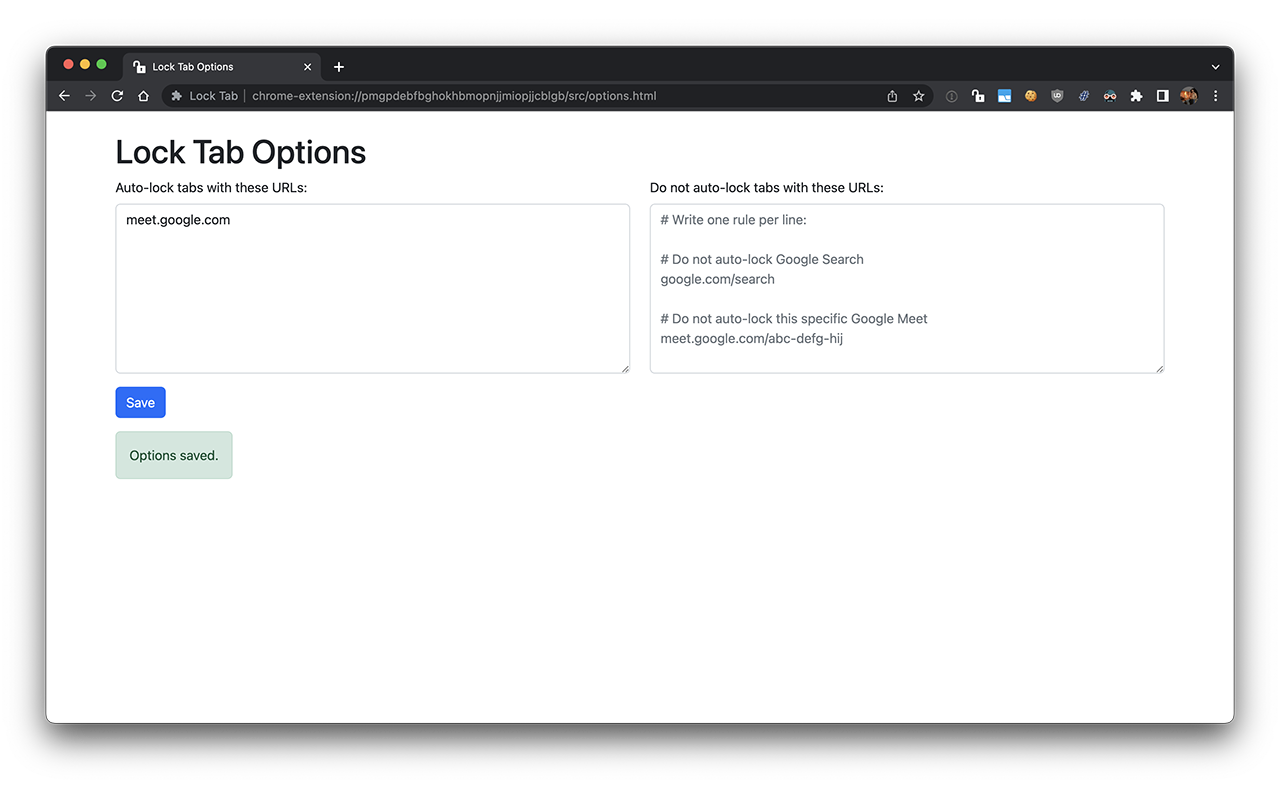 Lock Tab Options
Lock Tab | chrome-extension://pmgpdebfbghokhbmopnjjmiopjjcblgb/src/options.html
Lock Tab Options
Auto-lock tabs with these URLs:
meet.google.com
Do not auto-lock tabs with these URLs:
# Write one rule per line:
# Do not auto-lock Google Search
google.com/search
# Do not auto-lock this specific Google Meet
meet.google.com/abc-defg-hij
Save
Options saved.